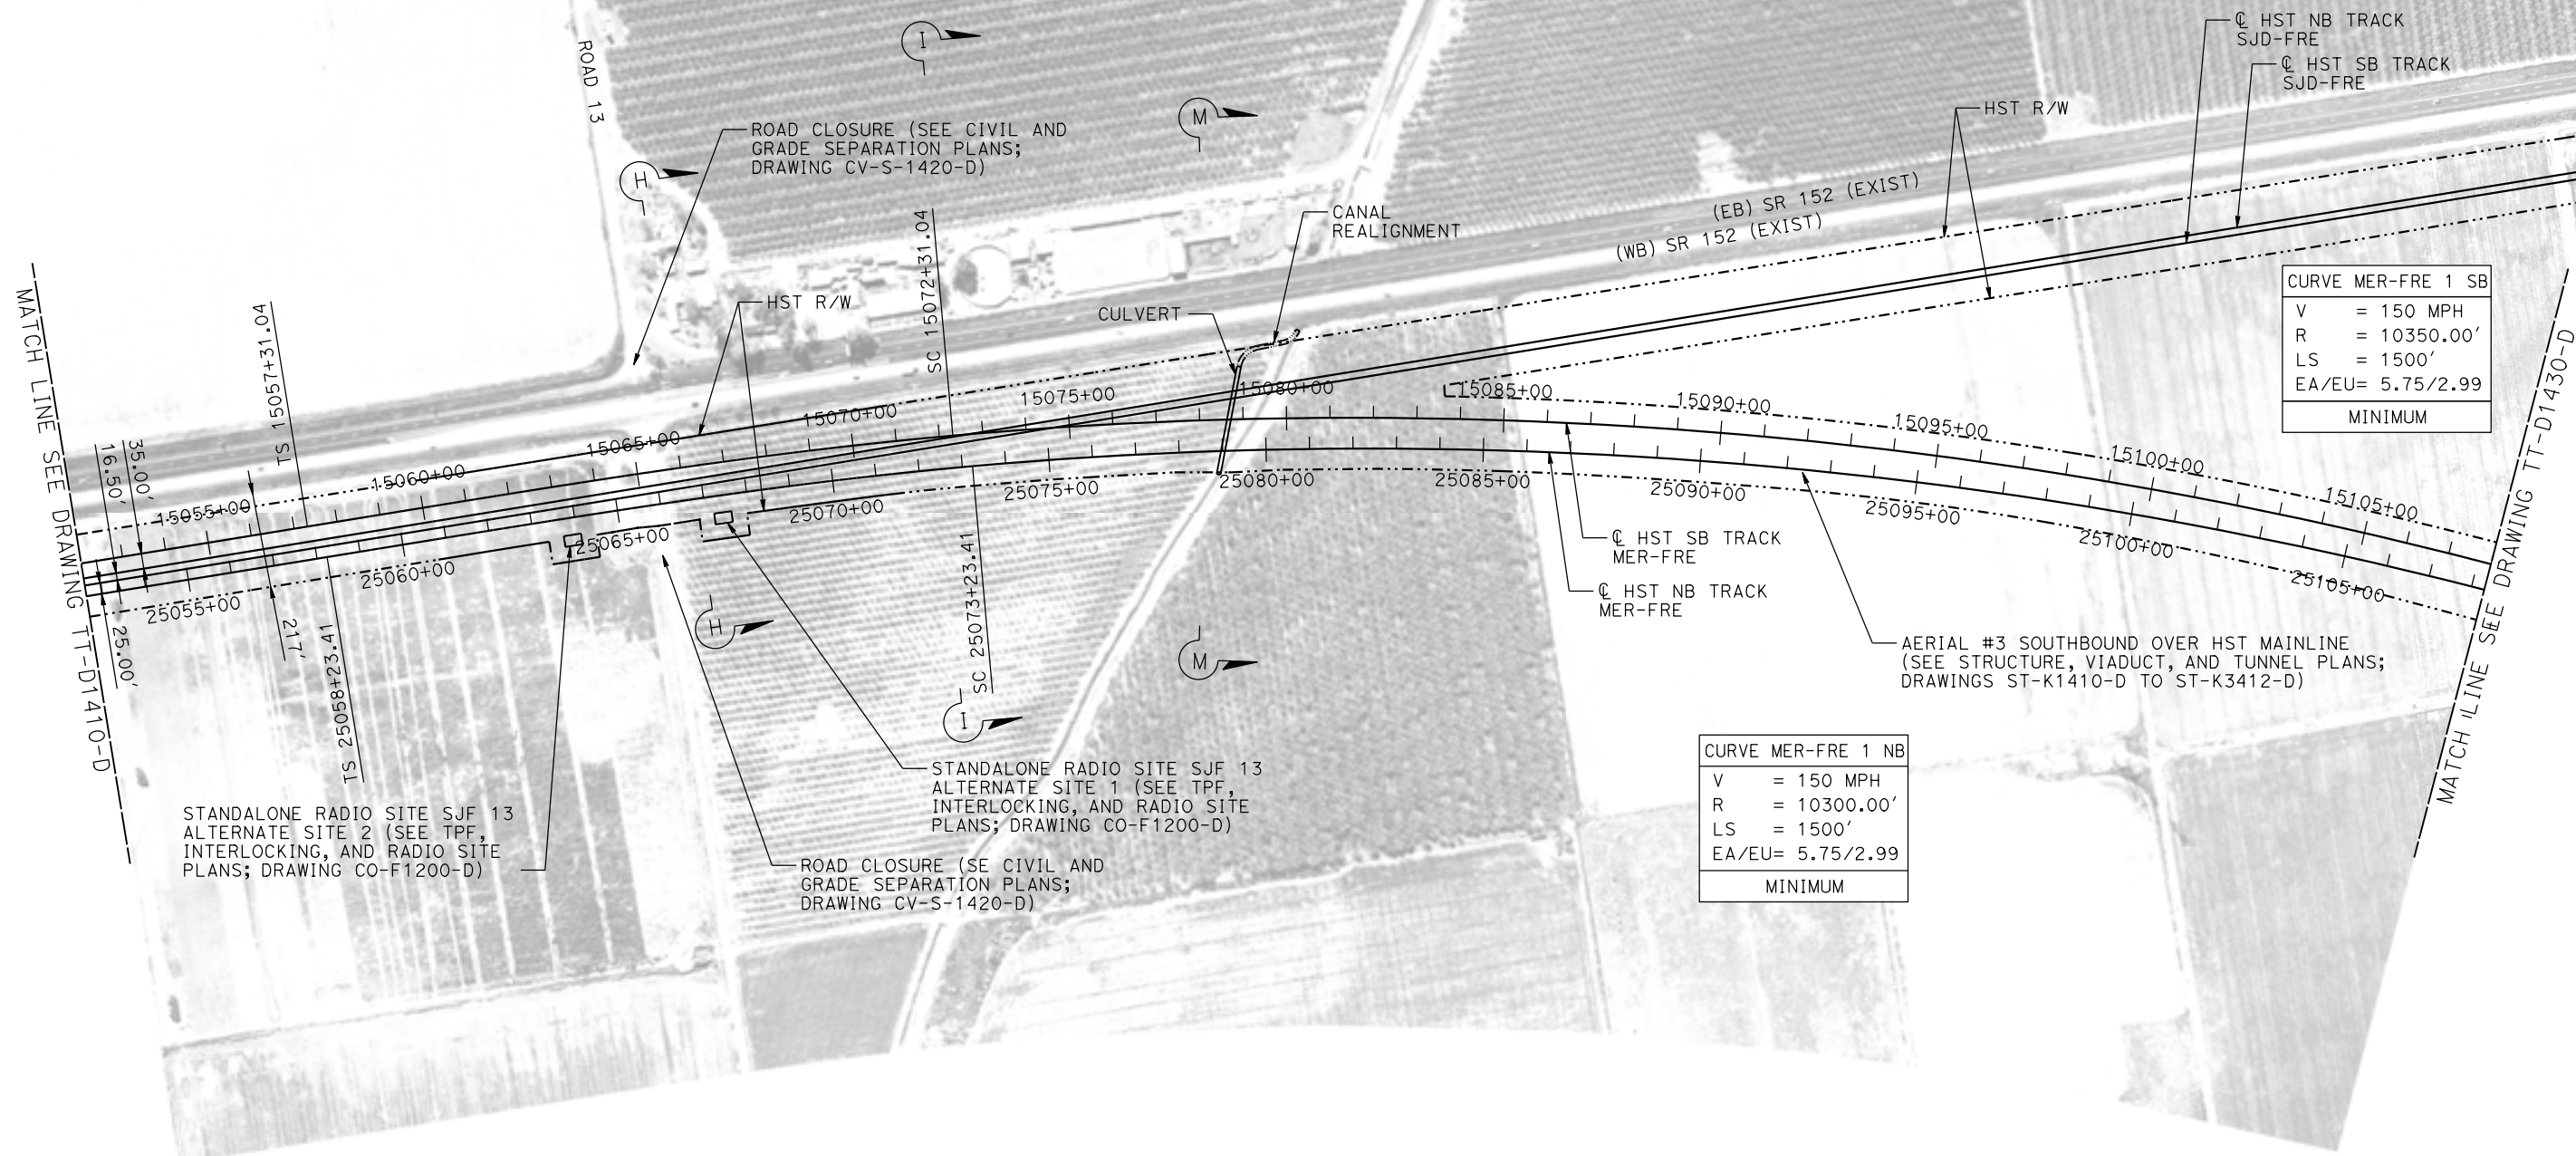 ℄ HST NB TRACK
SJD-FRE
℄ HST SB TRACK
SJD-FRE
HST R/W
ROAD 13
I
M
H
ROAD CLOSURE (SEE CIVIL AND
GRADE SEPARATION PLANS;
DRAWING CV-S-1420-D)
CANAL
REALIGNMENT
(EB) SR 152 (EXIST)
(WB) SR 152 (EXIST)
MATCH LINE SEE DRAWING TT-D1410-D
TS 15057+31.04
HST R/W
SC 15072+31.04
CULVERT
CURVE MER-FRE 1 SB
V = 150 MPH
R = 10350.00'
LS = 1500'
EA/EU= 5.75/2.99
MINIMUM
16.50'
35.00'
15055+00
15060+00
15065+00
15070+00
15075+00
15080+00
15085+00
15090+00
15095+00
15100+00
15105+00
25055+00
25060+00
25065+00
25070+00
25075+00
25080+00
25085+00
25090+00
25095+00
25100+00
25105+00
25.00'
217'
TS 25058+23.41
SC 25073+23.41
℄ HST SB TRACK
MER-FRE
℄ HST NB TRACK
MER-FRE
H
M
I
AERIAL #3 SOUTHBOUND OVER HST MAINLINE
(SEE STRUCTURE, VIADUCT, AND TUNNEL PLANS;
DRAWINGS ST-K1410-D TO ST-K3412-D)
MATCH LINE SEE DRAWING TT-D1430-D
CURVE MER-FRE 1 NB
V = 150 MPH
R = 10300.00'
LS = 1500'
EA/EU= 5.75/2.99
MINIMUM
STANDALONE RADIO SITE SJF 13
ALTERNATE SITE 1 (SEE TPF,
INTERLOCKING, AND RADIO SITE
PLANS; DRAWING CO-F1200-D)
STANDALONE RADIO SITE SJF 13
ALTERNATE SITE 2 (SEE TPF,
INTERLOCKING, AND RADIO SITE
PLANS; DRAWING CO-F1200-D)
ROAD CLOSURE (SE CIVIL AND
GRADE SEPARATION PLANS;
DRAWING CV-S-1420-D)